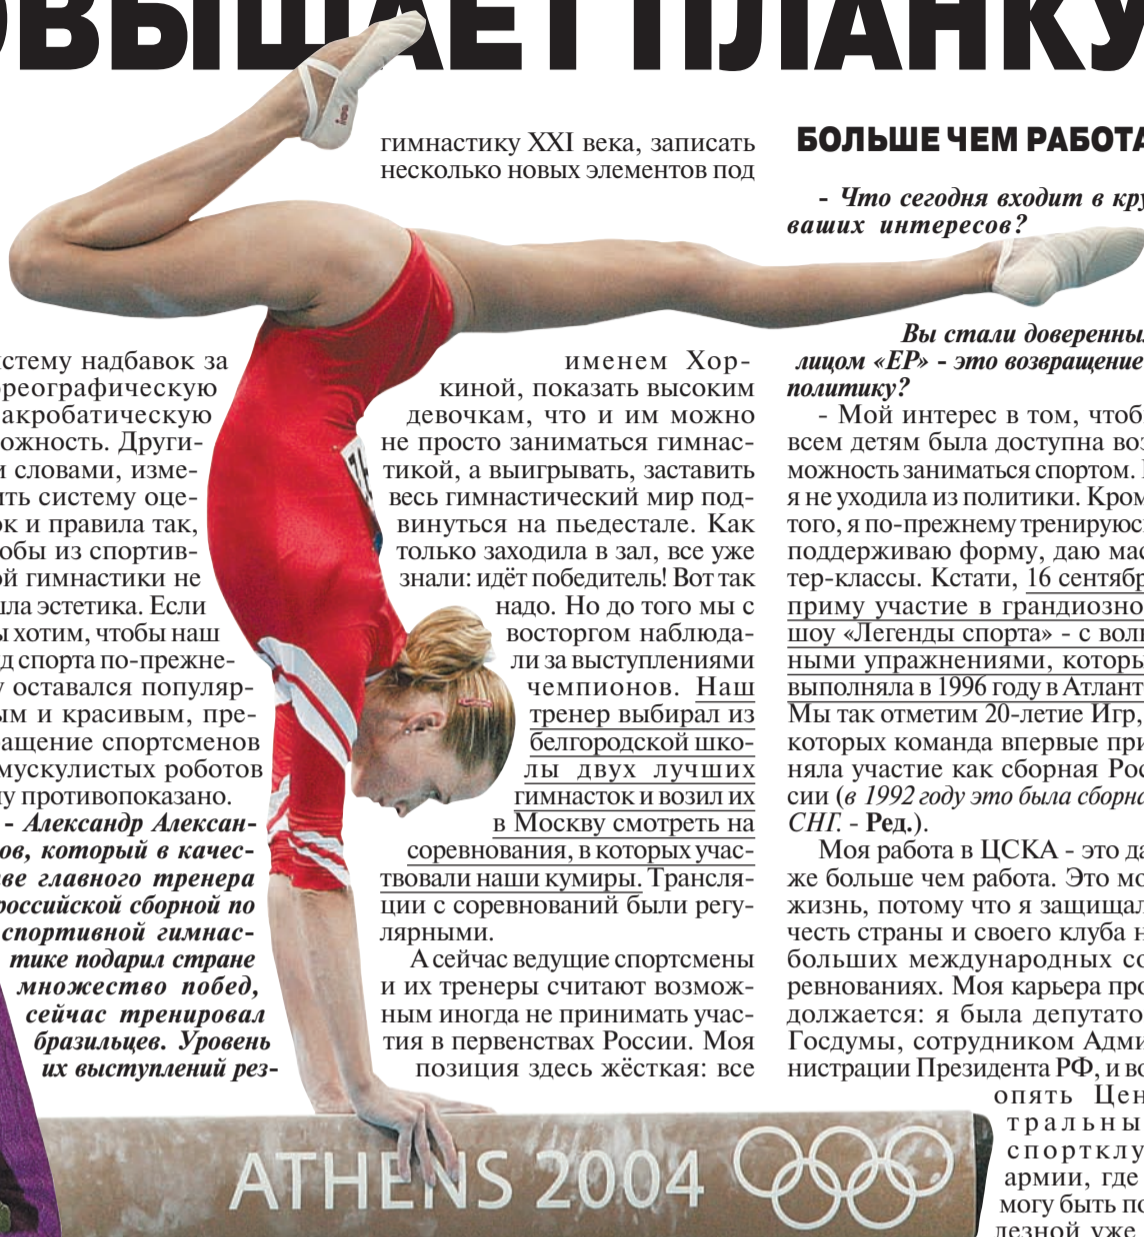 ОВЫШАЕТ ПЛАНКУ
стему надбавок за
реографическую
акробатическую
ожность. Други-
и словами, изме-
ить систему оце-
ок и правила так,
обы из спортив-
ой гимнастики не
шла эстетика. Если
ы хотим, чтобы наш
д спорта по-прежне-
у оставался популяр-
ым и красивым, пре-
ащение спортсменов
мускулистых роботов
у противопоказано.
- Александр Алексан-
ов, который в качес-
ве главного тренера
российской сборной по
спортивной гимнас-
тике подарил стране
множество побед,
сейчас тренировал
бразильцев. Уровень
их выступлений рез-
гимнастику XXI века, записать
несколько новых элементов под
именем Хор-
киной, показать высоким
девочкам, что и им можно
не просто заниматься гимнас-
тикой, а выигрывать, заставить
весь гимнастический мир под-
винуться на пьедестале. Как
только заходила в зал, все уже
знали: идёт победитель! Вот так
надо. Но до того мы с
восторгом наблюда-
ли за выступлениями
чемпионов. Наш
тренер выбирал из
белгородской шко-
лы двух лучших
гимнасток и возил их
в Москву смотреть на
соревнования, в которых учас-
твовали наши кумиры. Трансля-
ции с соревнований были регу-
лярными.
А сейчас ведущие спортсмены
и их тренеры считают возмож-
ным иногда не принимать учас-
тия в первенствах России. Моя
позиция здесь жёсткая: все
БОЛЬШЕ ЧЕМ РАБОТА
- Что сегодня входит в кру
ваших интересов?
Вы стали доверенны
лицом «ЕР» - это возвращение
политику?
- Мой интерес в том, чтоб
всем детям была доступна воз
можность заниматься спортом.
я не уходила из политики. Кром
того, я по-прежнему тренируюс
поддерживаю форму, даю мас
тер-классы. Кстати, 16 сентябр
приму участие в грандиозно
шоу «Легенды спорта» - с воль
ными упражнениями, которы
выполняла в 1996 году в Атлант
Мы так отметим 20-летие Игр,
которых команда впервые при
няла участие как сборная Рос
сии (в 1992 году это была сборна
СНГ. - Ред.).
Моя работа в ЦСКА - это да
же больше чем работа. Это мо
жизнь, потому что я защищал
честь страны и своего клуба н
больших международных со
ревнованиях. Моя карьера про
должается: я была депутато
Госдумы, сотрудником Адми
нистрации Президента РФ, и во
опять Цен
тральны
спортклу
армии, где
могу быть по
лезной уже
ATHENS 2004